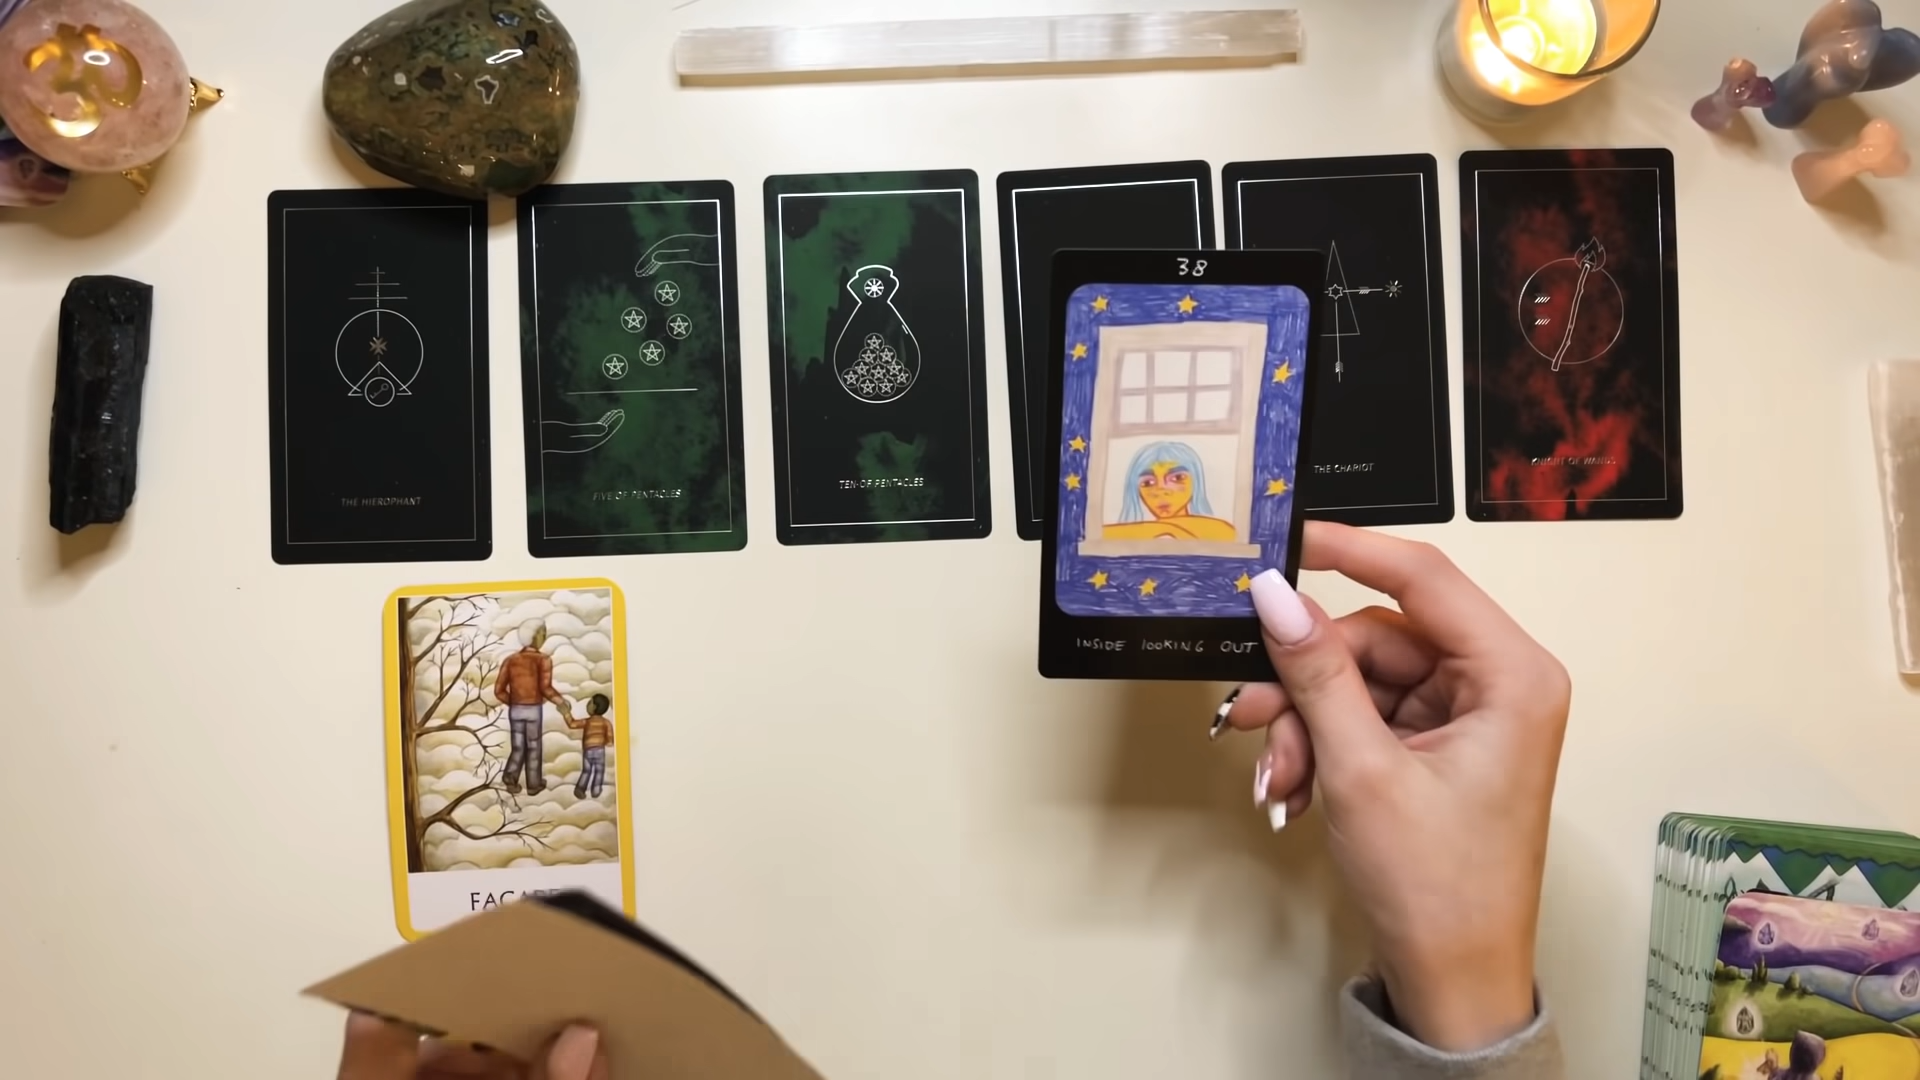 THE HIEROPHANT
FIVE OF PENTACLES
TEN OF PENTACLES
38
INSIDE lOOKING OUT
THE CHARIOT
KNIGHT OF WANDS